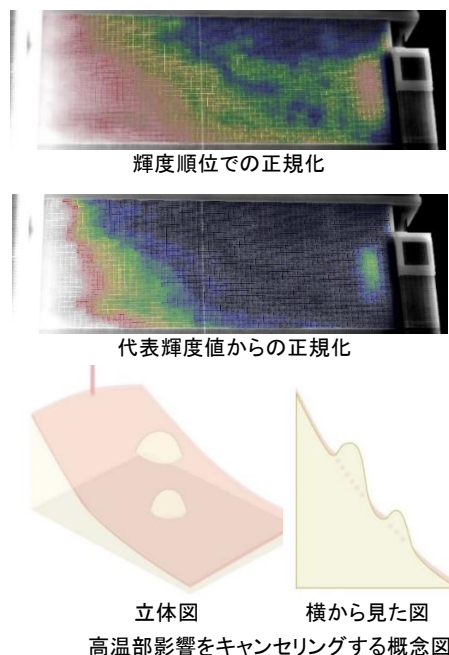 輝度順位での正規化
代表輝度値からの正規化
立体図
横から見た図
高温部影響をキャンセリングする概念図